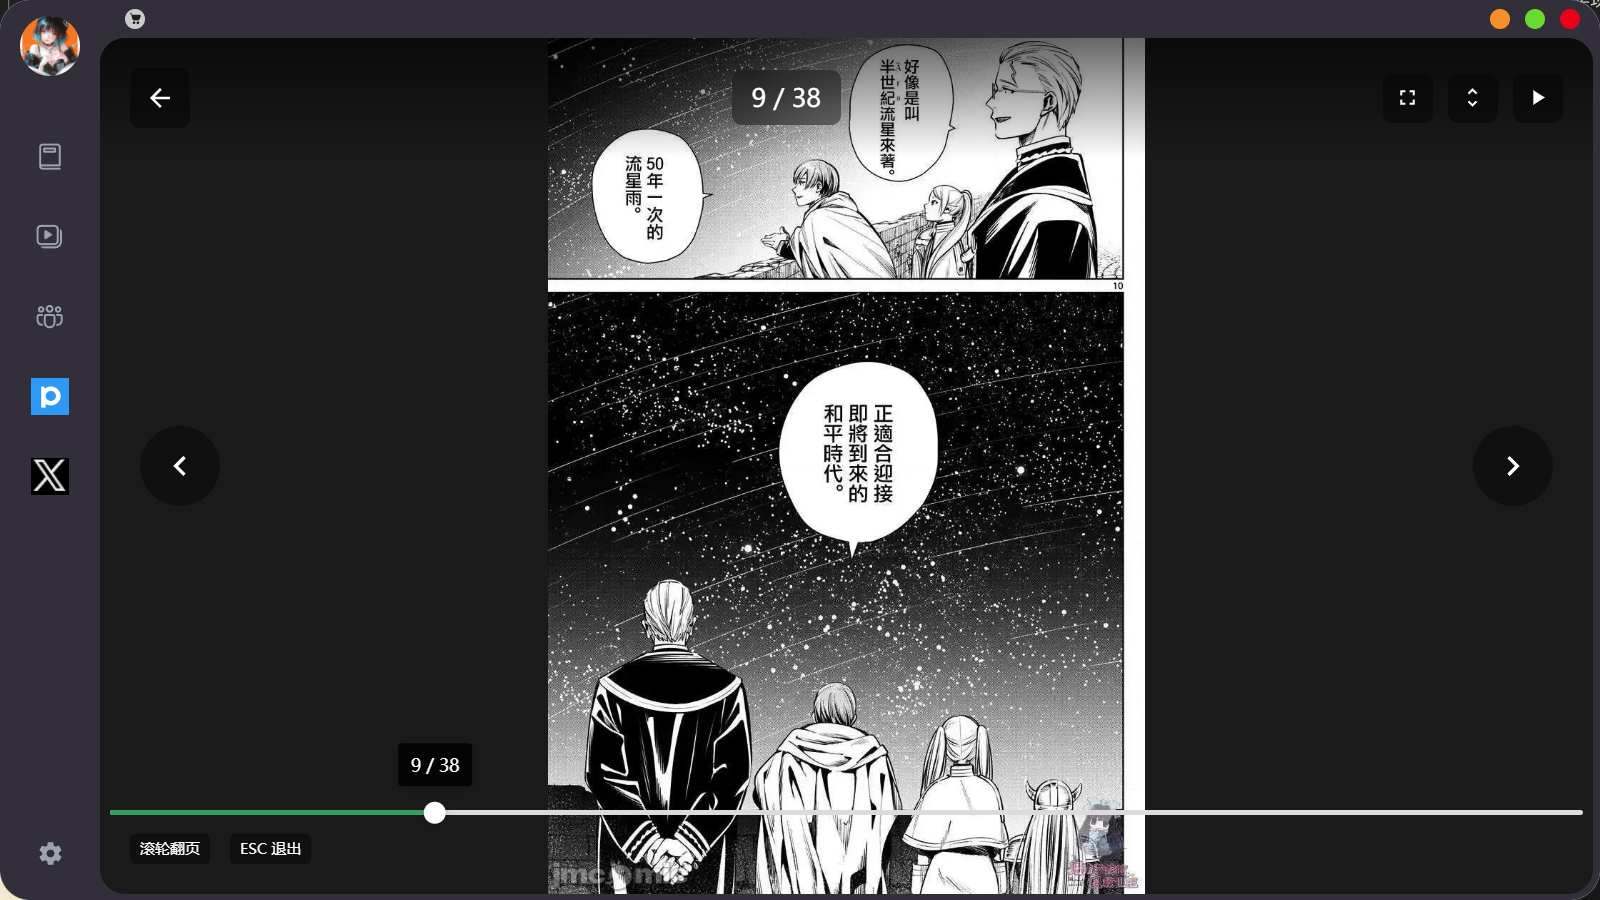 9 / 38
好像是叫
半世紀流星來著。
50年一次的
流星雨。
10
正適合迎接
即將到來的
和平時代。
9 / 38
滚轮翻页
ESC 退出